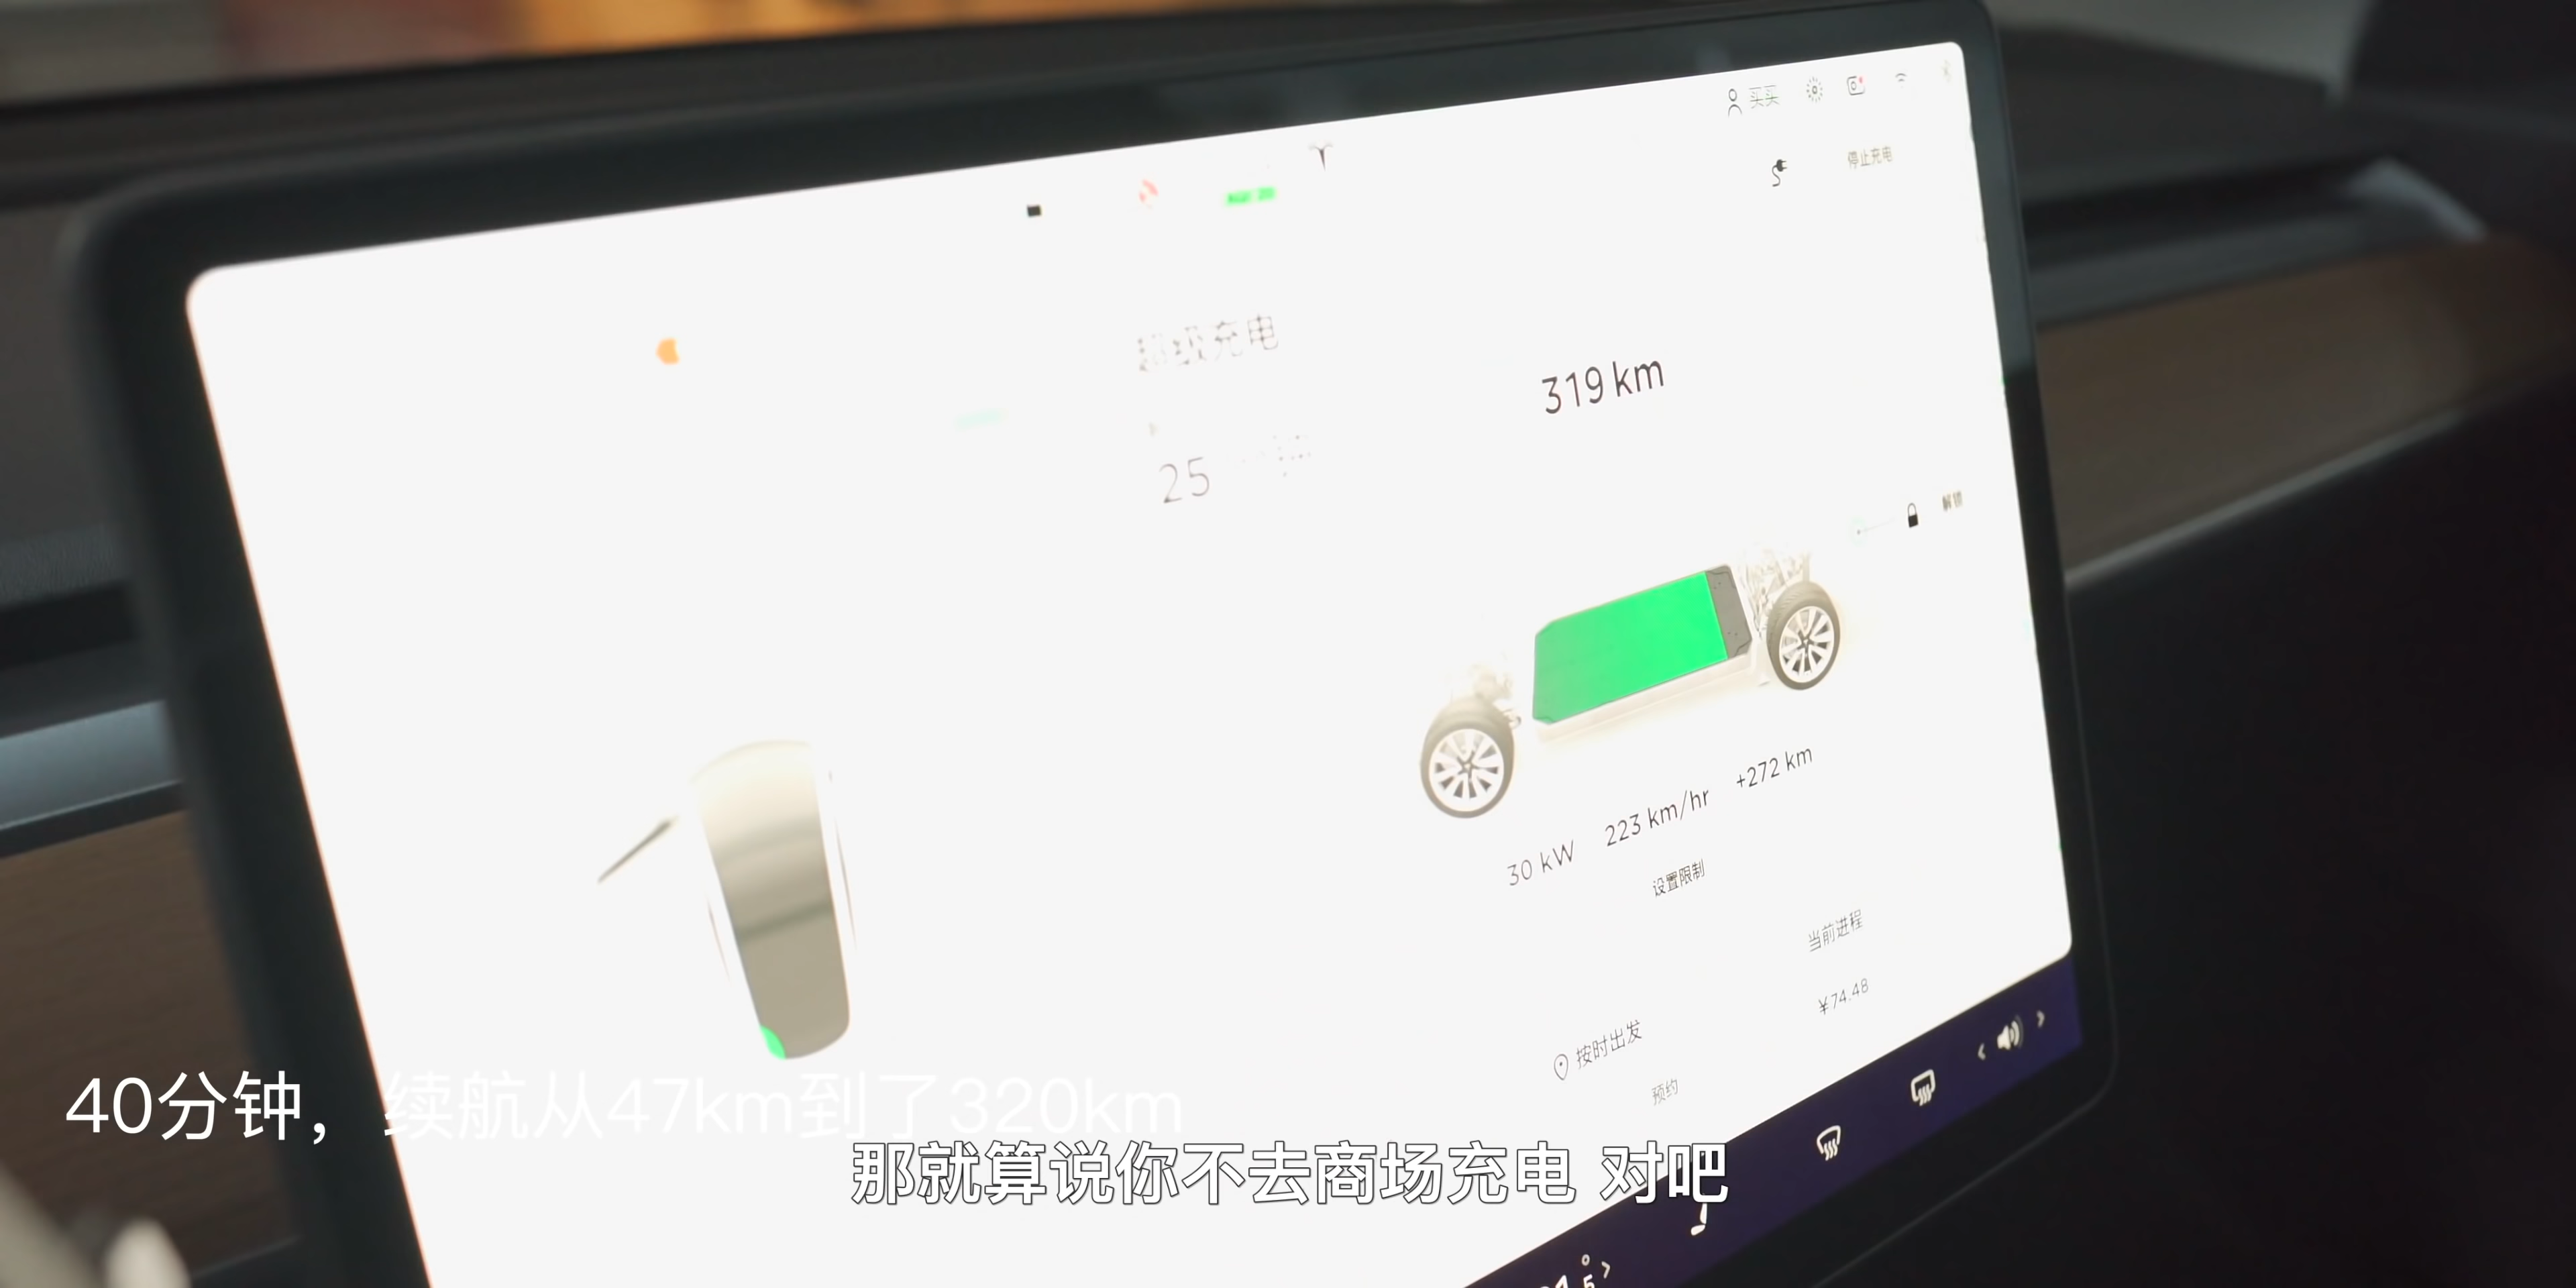 买买
停止充电
超级充电
319 km
25 分钟
解锁
30 kW 223 km/hr +272 km
设置限制
当前进程
¥74.48
按时出发
预约
40分钟，续航从47km到了320km
那就算说你不去商场充电 对吧